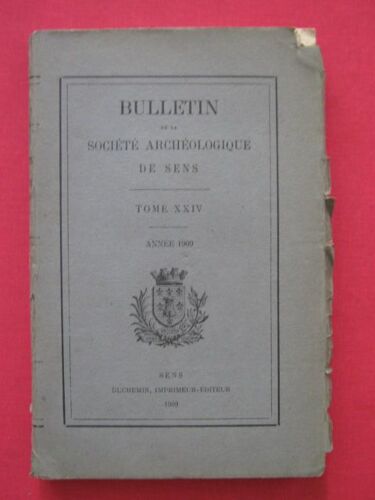 BULLETIN
DE LA
SOCIÉTÉ ARCHÉOLOGIQUE
DE SENS
TOME XXIV
ANNÉE 1909
SENS
DUCHEMIN, IMPRIMEUR-ÉDITEUR
1909